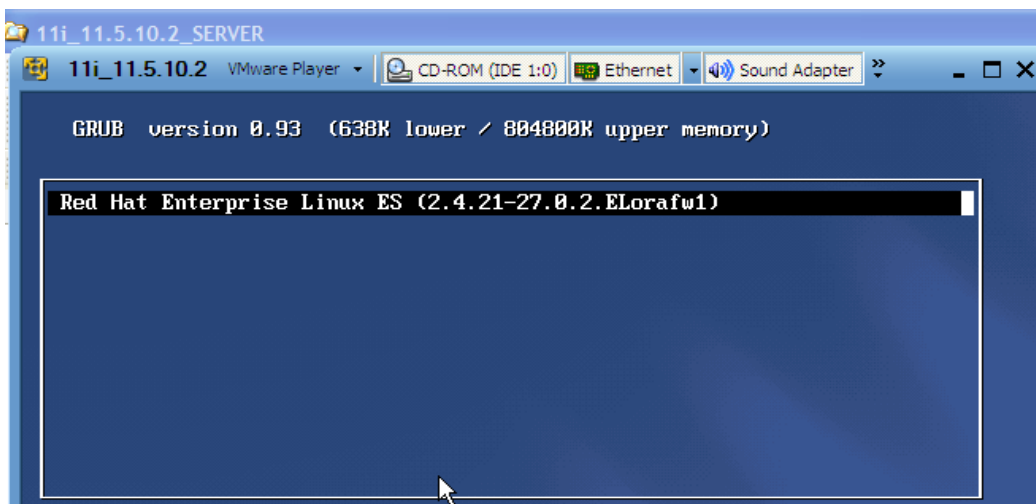 11i_11.5.10.2_SERVER
11i_11.5.10.2 VMware Player CD-ROM (IDE 1:0) Ethernet Sound Adapter
GRUB version 0.93 (638K lower / 804800K upper memory)
Red Hat Enterprise Linux ES (2.4.21-27.0.2.ELorafw1)